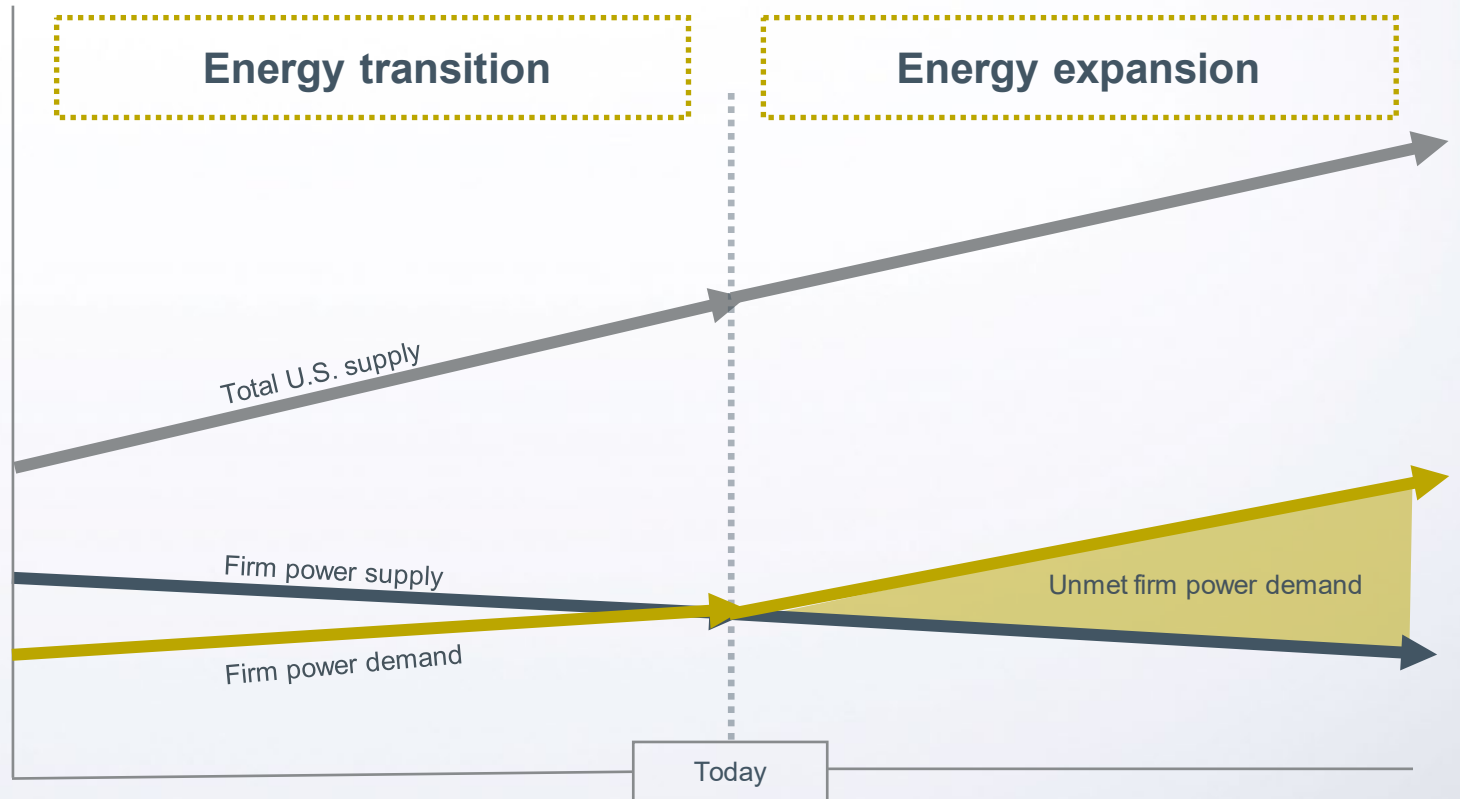 Energy transition
Energy expansion
Total U.S. supply
Firm power supply
Unmet firm power demand
Firm power demand
Today